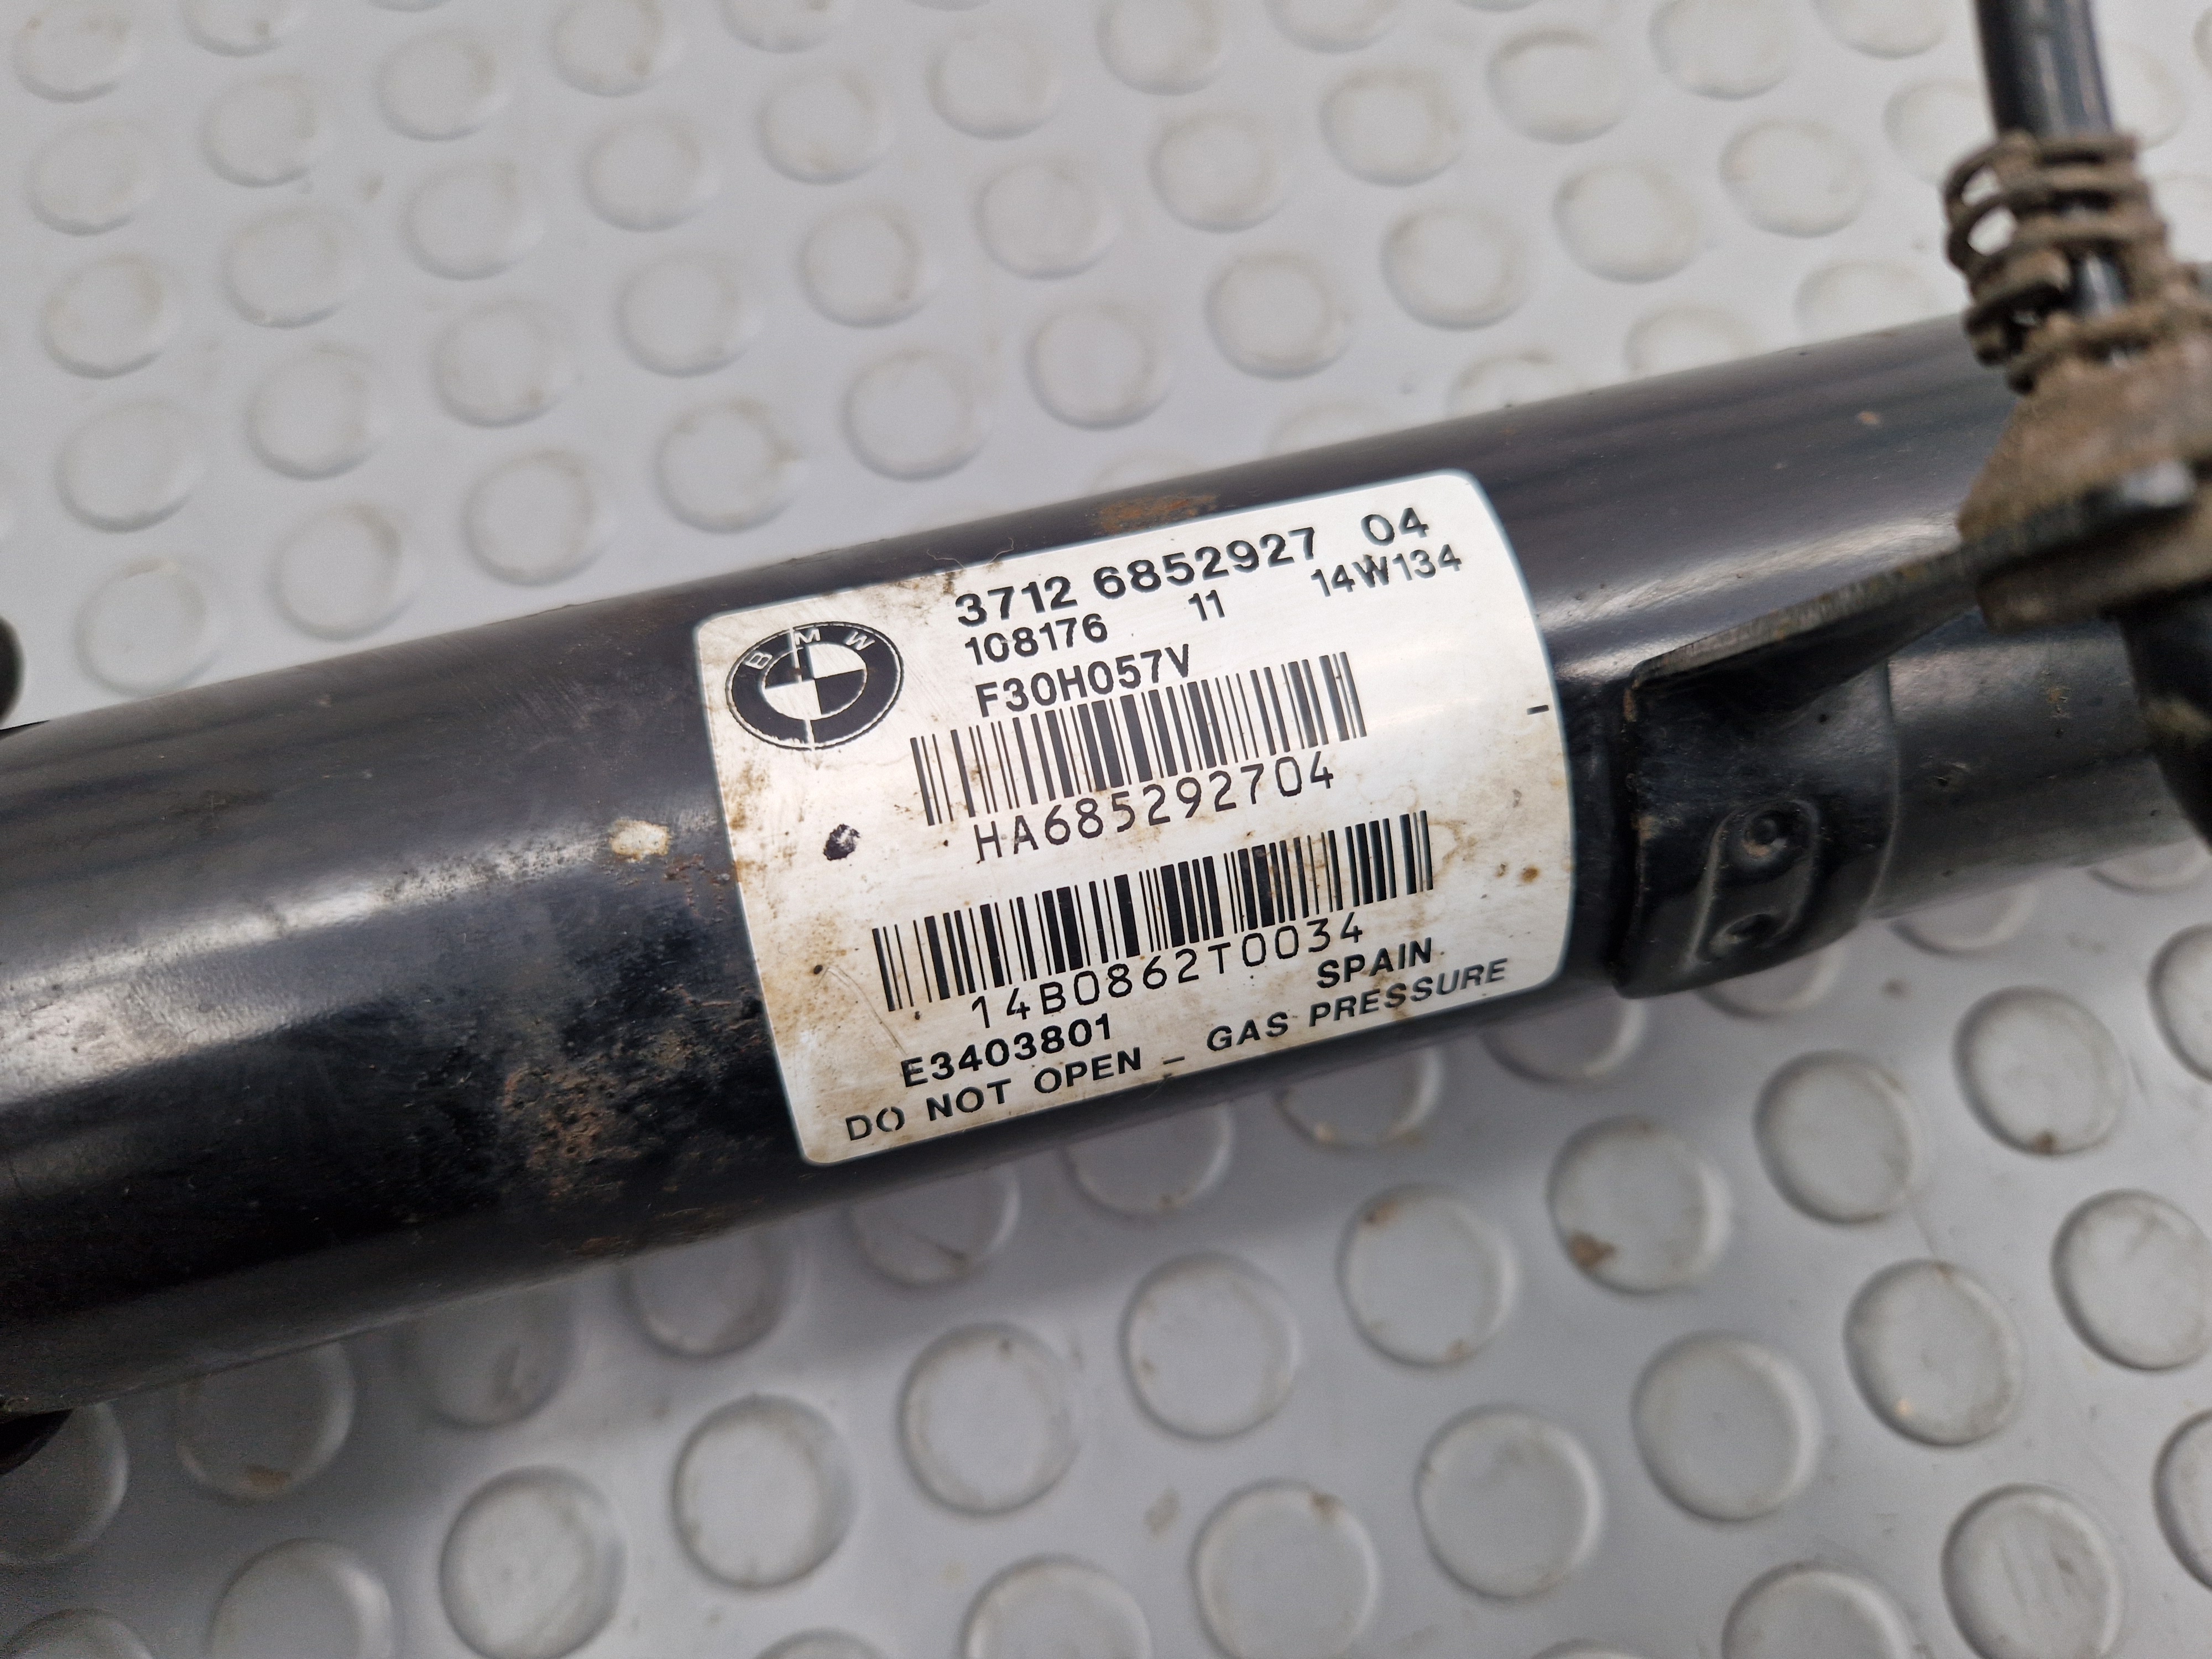 BMW
3712 6852927 04
108176 11 14W134
F30H057V
HA685292704
14B0862T0034
SPAIN
E3403801
DO NOT OPEN – GAS PRESSURE